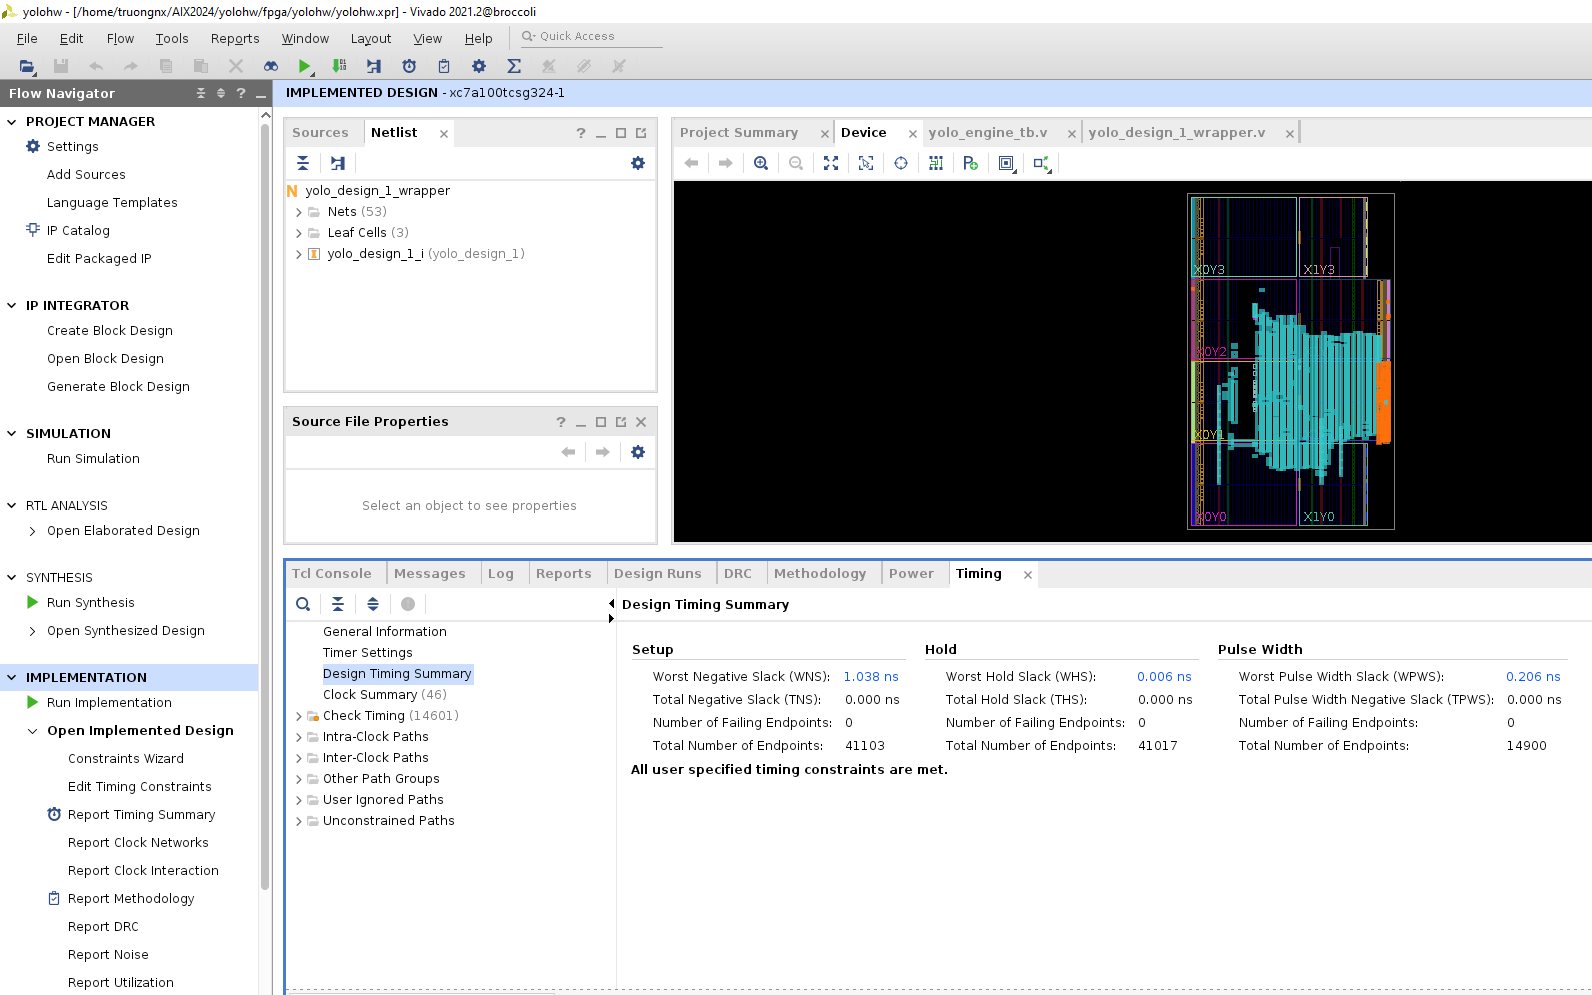 yolohw - [/home/truongnx/AIX2024/yolohw/fpga/yolohw/yolohw.xpr] - Vivado 2021.2@broccoli
File Edit Flow Tools Reports Window Layout View Help Quick Access
Flow Navigator
IMPLEMENTED DESIGN - xc7a100tcsg324-1
PROJECT MANAGER
Settings
Add Sources
Language Templates
IP Catalog
Edit Packaged IP
IP INTEGRATOR
Create Block Design
Open Block Design
Generate Block Design
SIMULATION
Run Simulation
RTL ANALYSIS
Open Elaborated Design
SYNTHESIS
Run Synthesis
Open Synthesized Design
IMPLEMENTATION
Run Implementation
Open Implemented Design
Constraints Wizard
Edit Timing Constraints
Report Timing Summary
Report Clock Networks
Report Clock Interaction
Report Methodology
Report DRC
Report Noise
Report Utilization
Sources Netlist
yolo_design_1_wrapper
Nets (53)
Leaf Cells (3)
yolo_design_1_i (yolo_design_1)
Source File Properties
Select an object to see properties
Project Summary Device yolo_engine_tb.v yolo_design_1_wrapper.v
X0Y3 X1Y3
X0Y2
X0Y1
X0Y0 X1Y0
Tcl Console Messages Log Reports Design Runs DRC Methodology Power Timing
General Information
Timer Settings
Design Timing Summary
Clock Summary (46)
Check Timing (14601)
Intra-Clock Paths
Inter-Clock Paths
Other Path Groups
User Ignored Paths
Unconstrained Paths
Design Timing Summary
Setup Hold Pulse Width
Worst Negative Slack (WNS): 1.038 ns Worst Hold Slack (WHS): 0.006 ns Worst Pulse Width Slack (WPWS): 0.206 ns
Total Negative Slack (TNS): 0.000 ns Total Hold Slack (THS): 0.000 ns Total Pulse Width Negative Slack (TPWS): 0.000 ns
Number of Failing Endpoints: 0 Number of Failing Endpoints: 0 Number of Failing Endpoints: 0
Total Number of Endpoints: 41103 Total Number of Endpoints: 41017 Total Number of Endpoints: 14900
All user specified timing constraints are met.